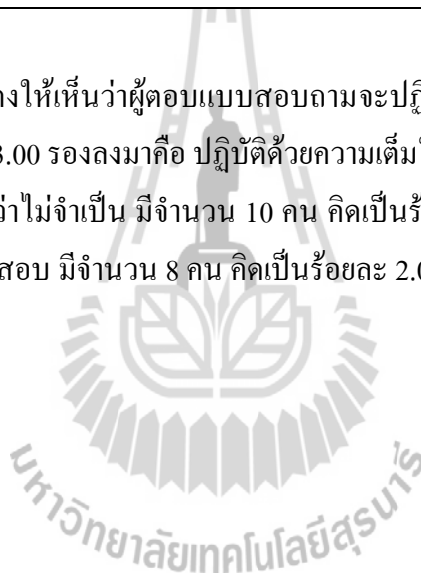 งให้เห็นว่าผู้ตอบแบบสอบถามจะปฏิ
3.00 รองลงมาคือ ปฏิบัติด้วยความเต็มใ
ว่าไม่จำเป็น มีจำนวน 10 คน คิดเป็นร้
สอบ มีจำนวน 8 คน คิดเป็นร้อยละ 2.0
มหาวิทยาลัยเทคโนโลยีสุรนารี